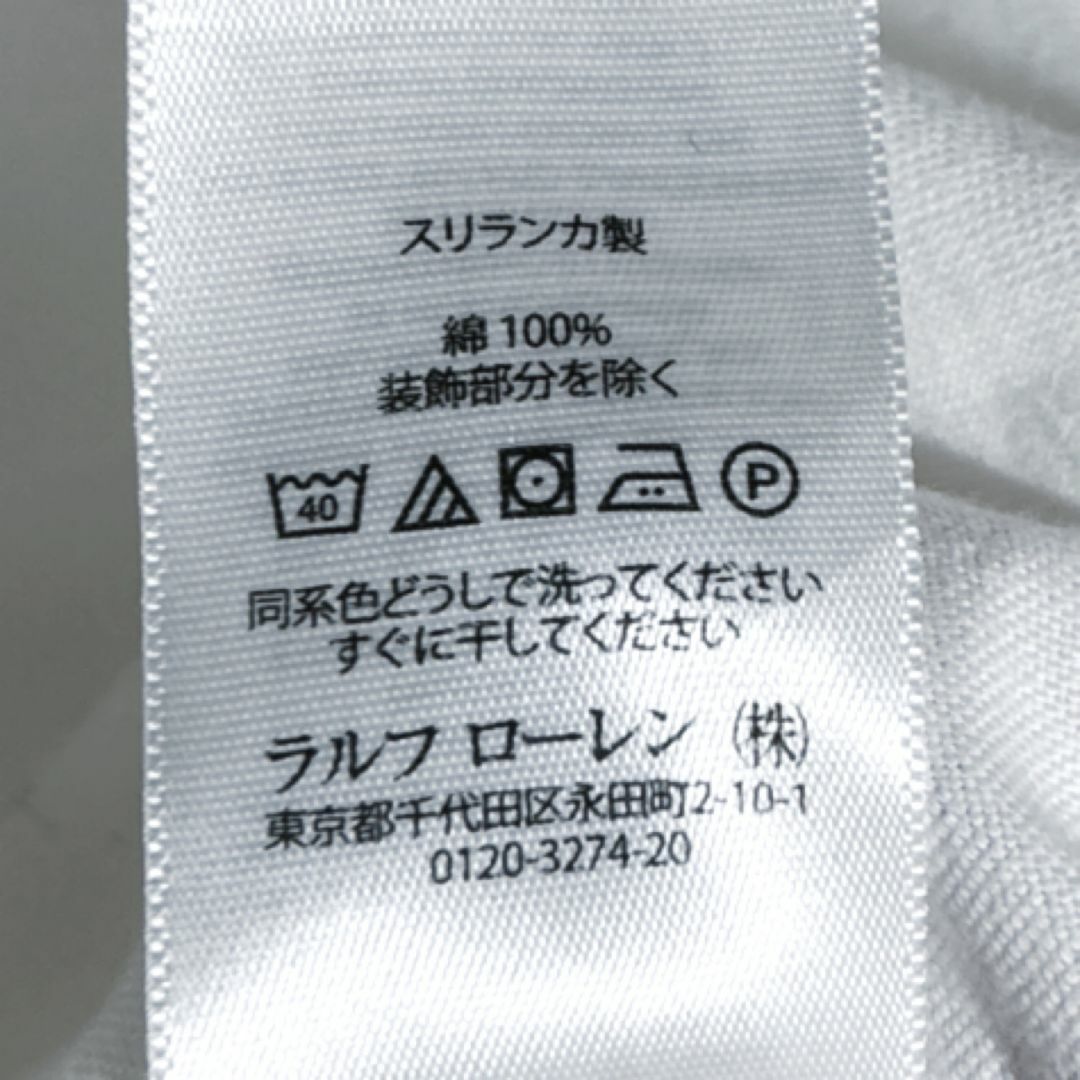 スリランカ製
綿 100%
装飾部分を除く
40 P
同系色どうしで洗ってください
すぐに干してください
ラルフ ローレン (株)
東京都千代田区永田町2-10-1
0120-3274-20